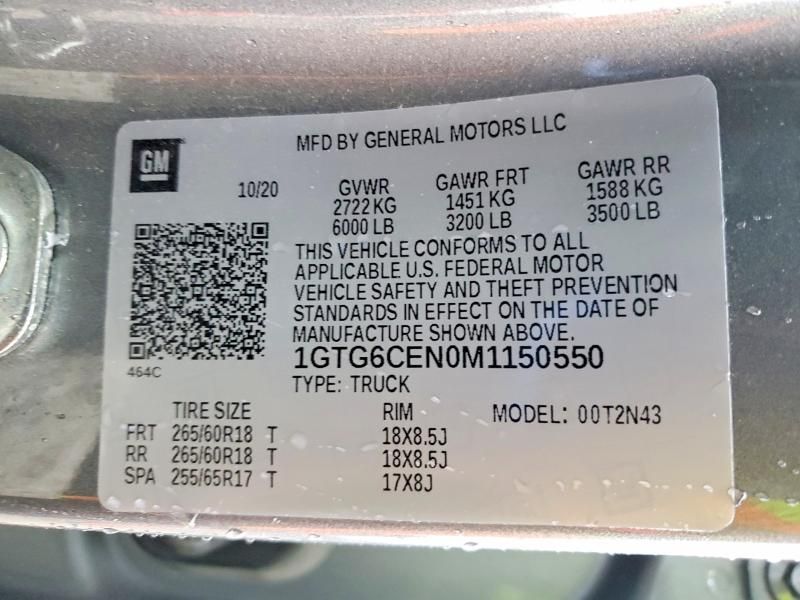 GM
MFD BY GENERAL MOTORS LLC
10/20 GVWR GAWR FRT GAWR RR
2722 KG 1451 KG 1588 KG
6000 LB 3200 LB 3500 LB
THIS VEHICLE CONFORMS TO ALL
APPLICABLE U.S. FEDERAL MOTOR
VEHICLE SAFETY AND THEFT PREVENTION
STANDARDS IN EFFECT ON THE DATE OF
MANUFACTURE SHOWN ABOVE.
464C
1GTG6CEN0M1150550
TYPE: TRUCK
TIRE SIZE RIM MODEL: 00T2N43
FRT 265/60R18 T 18X8.5J
RR 265/60R18 T 18X8.5J
SPA 255/65R17 T 17X8J